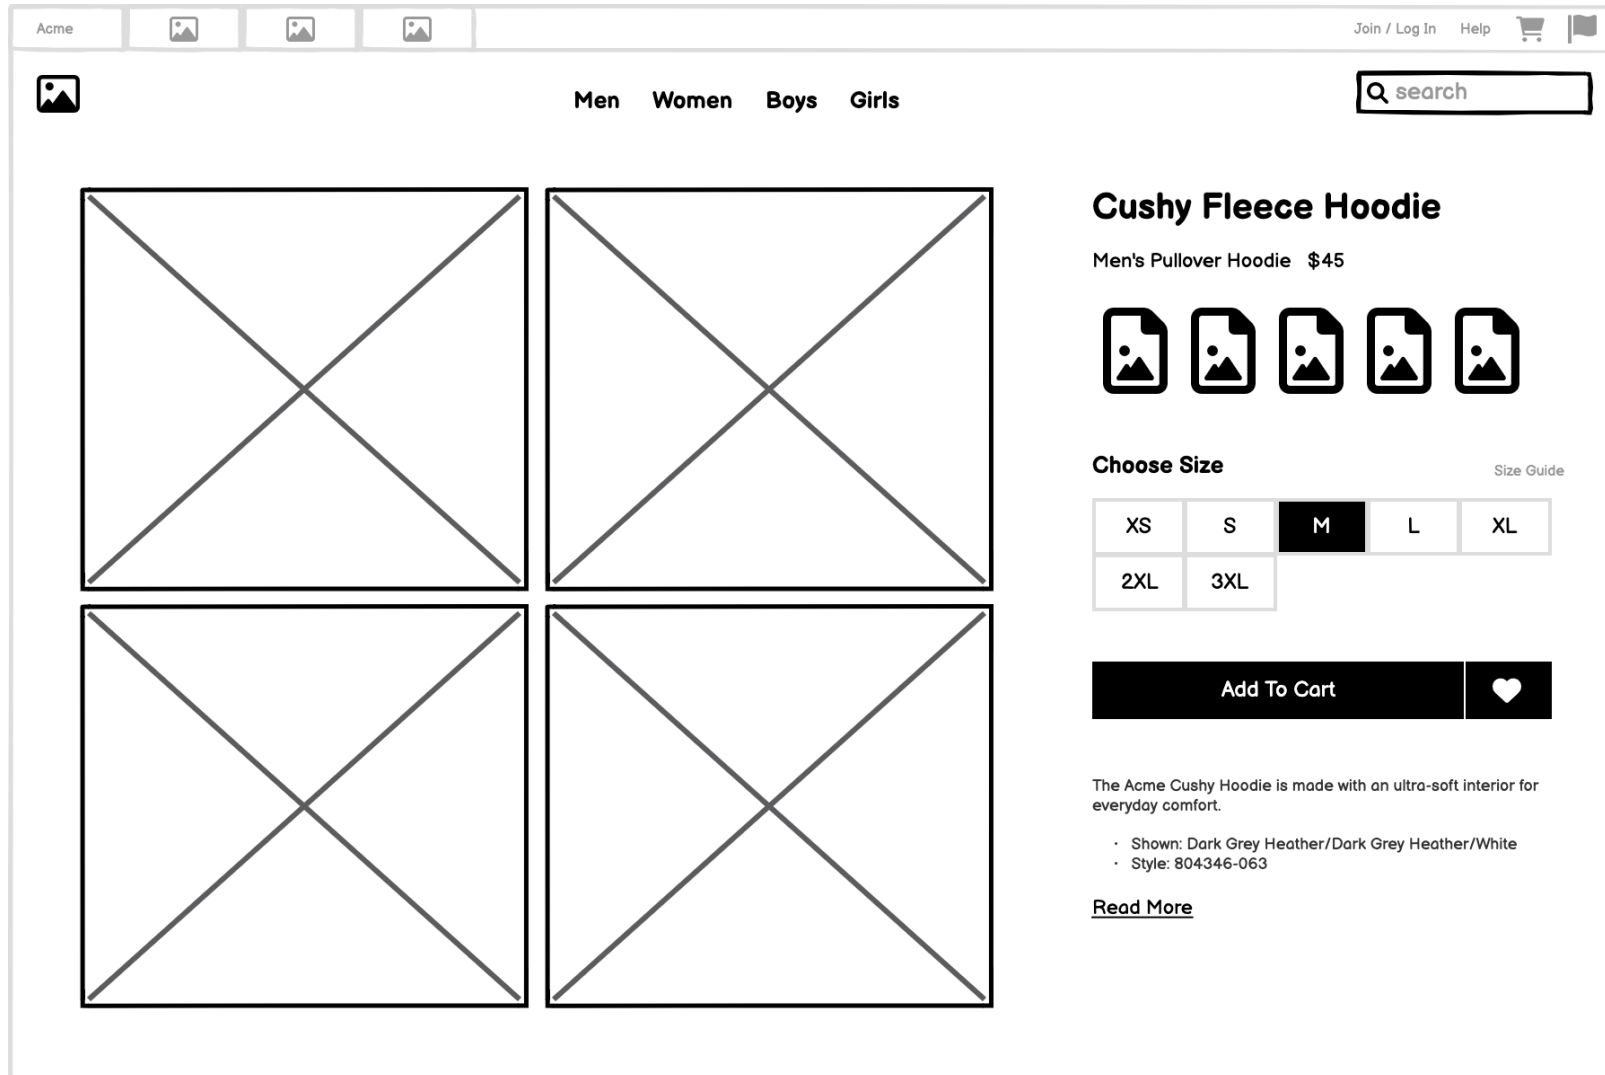 Acme
Join / Log In Help
Men Women Boys Girls
search
Cushy Fleece Hoodie
Men's Pullover Hoodie $45
Choose Size
Size Guide
XS S M L XL
2XL 3XL
Add To Cart
The Acme Cushy Hoodie is made with an ultra-soft interior for
everyday comfort.
· Shown: Dark Grey Heather/Dark Grey Heather/White
· Style: 804346-063
Read More